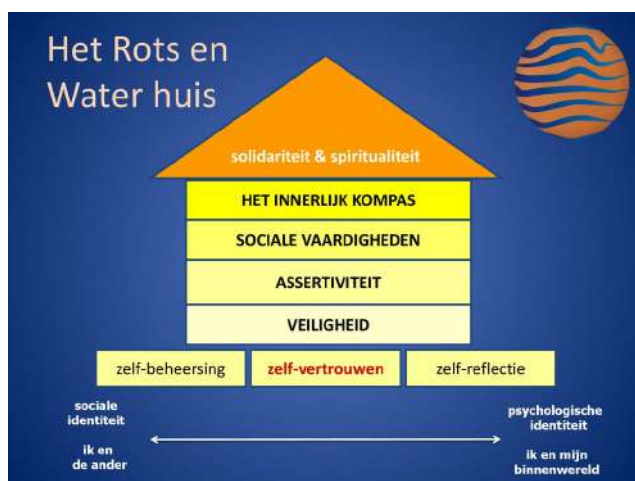 Het Rots en
Water huis
solidariteit & spiritualiteit
HET INNERLIJK KOMPAS
SOCIALE VAARDIGHEDEN
ASSERTIVITEIT
VEILIGHEID
zelf-beheersing
zelf-vertrouwen
zelf-reflectie
sociale
identiteit
ik en
de ander
psychologische
identiteit
ik en mijn
binnenwereld